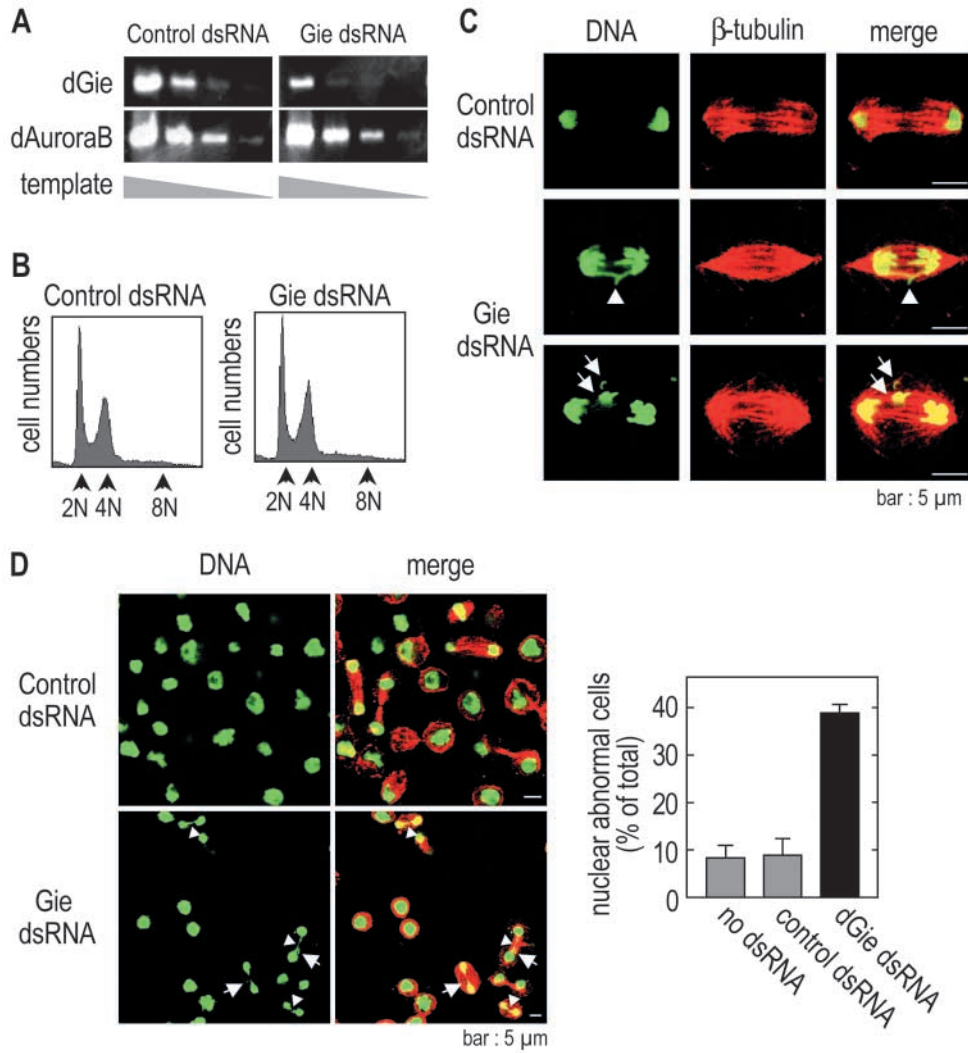 A
Control dsRNA
Gie dsRNA
dGie
dAuroraB
template
B
Control dsRNA
Gie dsRNA
cell numbers
cell numbers
2N 4N 8N
2N 4N 8N
C
DNA
β-tubulin
merge
Control
dsRNA
Gie
dsRNA
bar : 5 µm
D
DNA
merge
Control
dsRNA
Gie
dsRNA
bar : 5 µm
nuclear abnormal cells
(% of total)
40
30
20
10
0
no dsRNA
control dsRNA
dGie dsRNA